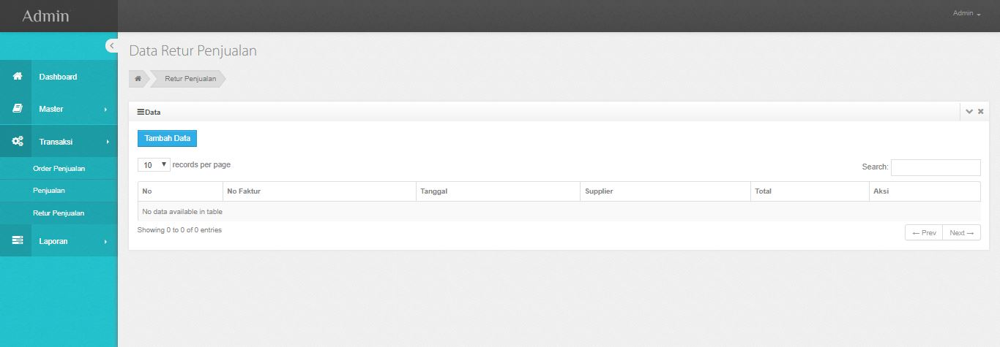 Admin
Admin
Dashboard
Master
Transaksi
Order Penjualan
Penjualan
Retur Penjualan
Laporan
Data Retur Penjualan
Retur Penjualan
Data
Tambah Data
10 records per page
Search:
No No Faktur Tanggal Supplier Total Aksi
No data available in table
Showing 0 to 0 of 0 entries
← Prev Next →